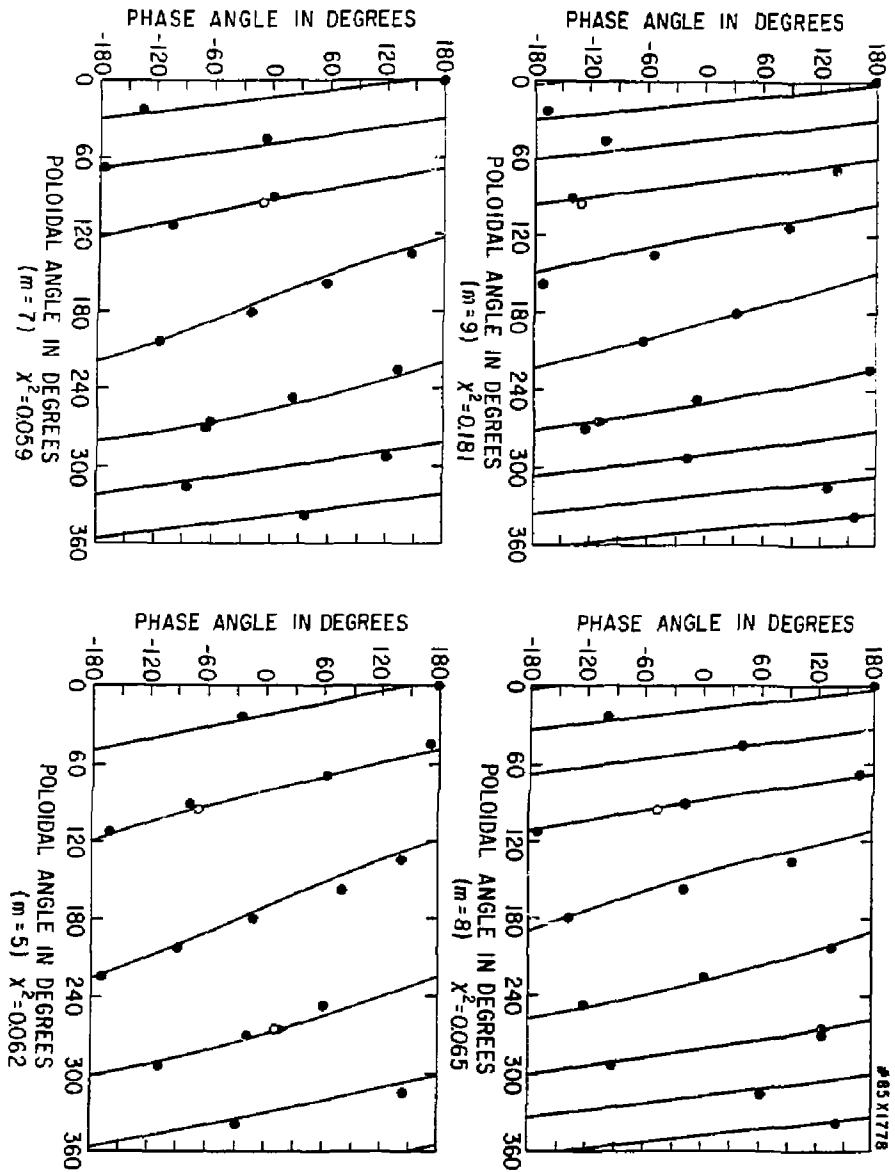 #85X1778
PHASE ANGLE IN DEGREES
180
120
60
0
-60
-120
-180
0 60 120 180 240 300 360
POLOIDAL ANGLE IN DEGREES
(m=9) χ²=0.181
PHASE ANGLE IN DEGREES
180
120
60
0
-60
-120
-180
0 60 120 180 240 300 360
POLOIDAL ANGLE IN DEGREES
(m=8) χ²=0.065
PHASE ANGLE IN DEGREES
180
120
60
0
-60
-120
-180
0 60 120 180 240 300 360
POLOIDAL ANGLE IN DEGREES
(m=7) χ²=0.059
PHASE ANGLE IN DEGREES
180
120
60
0
-60
-120
-180
0 60 120 180 240 300 360
POLOIDAL ANGLE IN DEGREES
(m=5) χ²=0.062